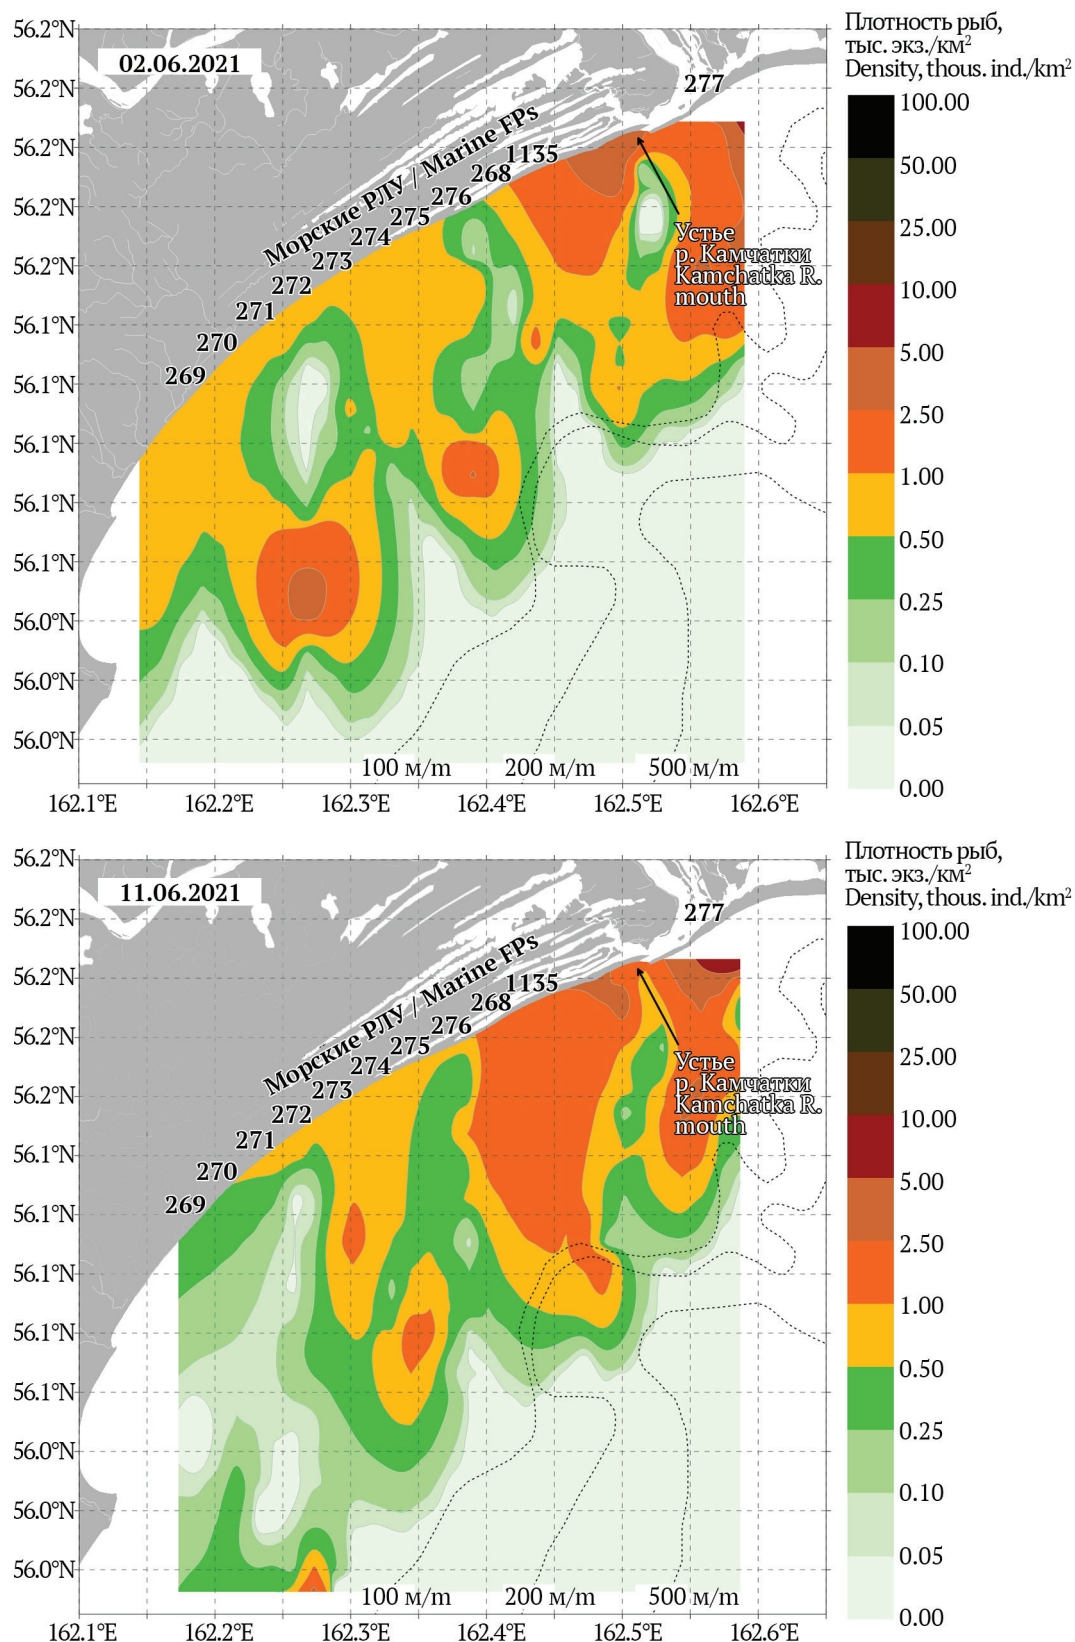 56.2°N
56.2°N
56.2°N
56.2°N
56.2°N
56.1°N
56.1°N
56.1°N
56.1°N
56.1°N
56.0°N
56.0°N
56.0°N
02.06.2021
277
Морские РЛУ / Marine FPs
1135
268
276
275
274
273
272
271
270
269
Устье
р. Камчатки
Kamchatka R.
mouth
100 м/m
200 м/m
500 м/m
162.1°E
162.2°E
162.3°E
162.4°E
162.5°E
162.6°E
Плотность рыб,
тыс. экз./км²
Density, thous. ind./km²
100.00
50.00
25.00
10.00
5.00
2.50
1.00
0.50
0.25
0.10
0.05
0.00
56.2°N
56.2°N
56.2°N
56.2°N
56.2°N
56.1°N
56.1°N
56.1°N
56.1°N
56.1°N
56.0°N
56.0°N
56.0°N
11.06.2021
277
Морские РЛУ / Marine FPs
1135
268
276
275
274
273
272
271
270
269
Устье
р. Камчатки
Kamchatka R.
mouth
100 м/m
200 м/m
500 м/m
162.1°E
162.2°E
162.3°E
162.4°E
162.5°E
162.6°E
Плотность рыб,
тыс. экз./км²
Density, thous. ind./km²
100.00
50.00
25.00
10.00
5.00
2.50
1.00
0.50
0.25
0.10
0.05
0.00